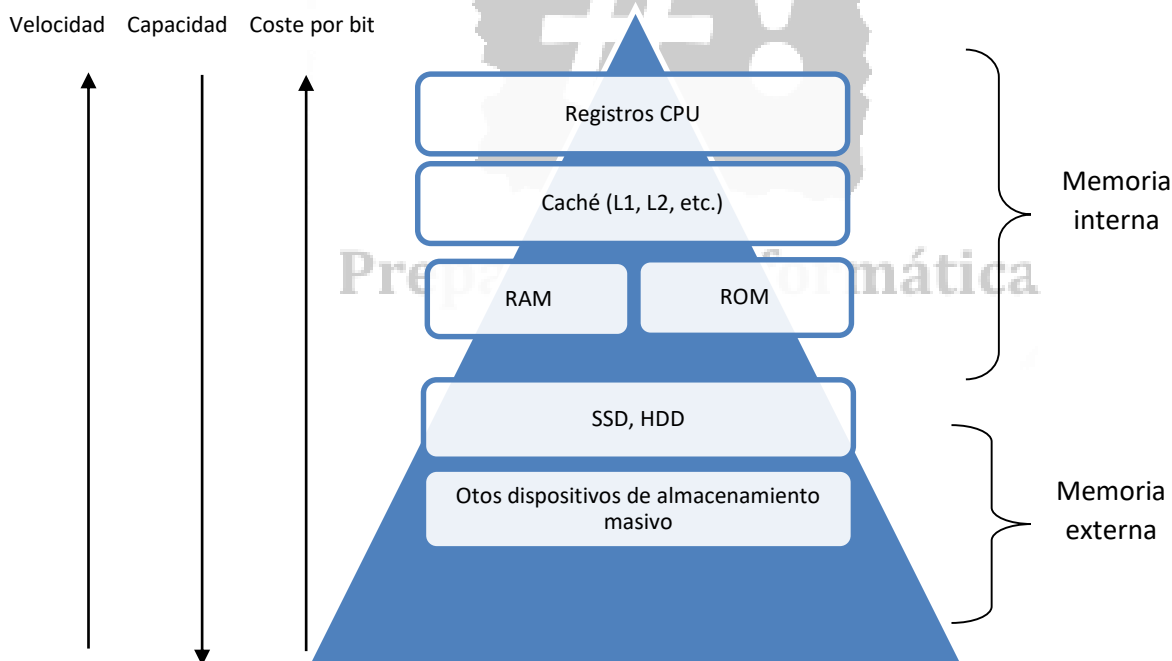 Velocidad Capacidad Coste por bit
Registros CPU
Caché (L1, L2, etc.)
Memoria
interna
RAM
ROM
SSD, HDD
Otos dispositivos de almacenamiento
masivo
Memoria
externa